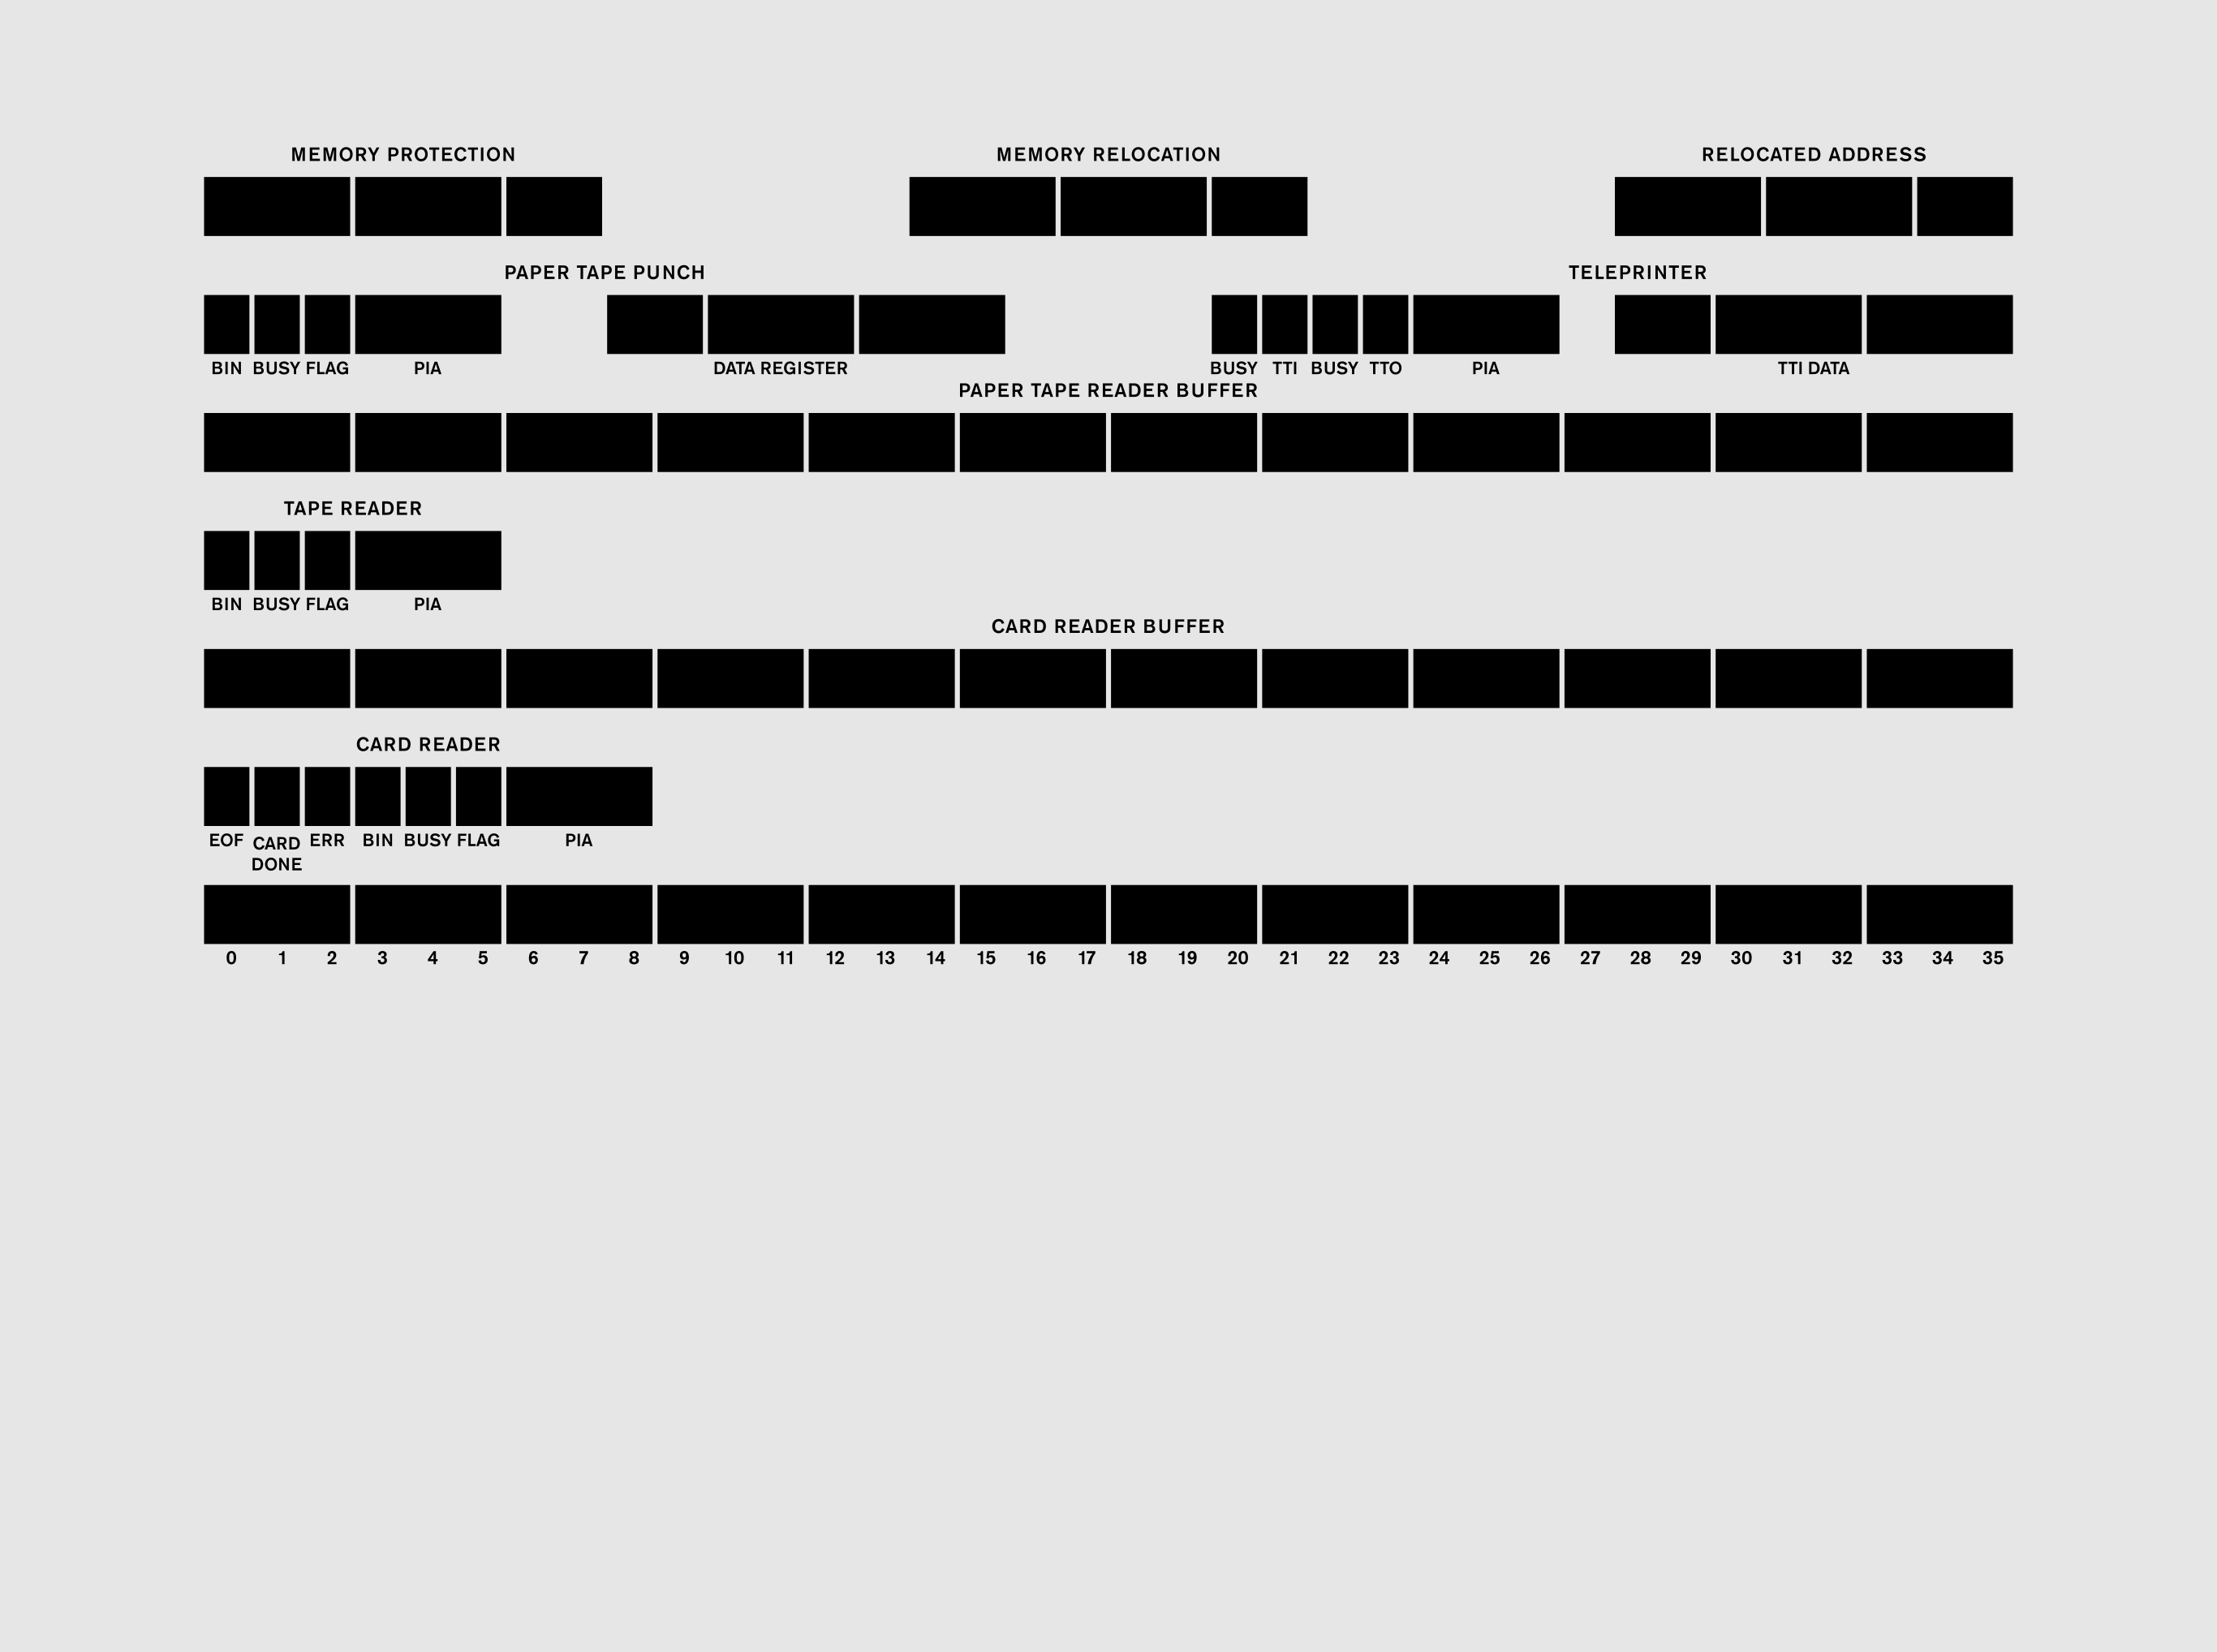 MEMORY PROTECTION MEMORY RELOCATION RELOCATED ADDRESS
PAPER TAPE PUNCH TELEPRINTER
BIN BUSY FLAG PIA DATA REGISTER BUSY TTI BUSY TTO PIA TTI DATA
PAPER TAPE READER BUFFER
TAPE READER
BIN BUSY FLAG PIA
CARD READER BUFFER
CARD READER
EOF CARD DONE ERR BIN BUSY FLAG PIA
0 1 2 3 4 5 6 7 8 9 10 11 12 13 14 15 16 17 18 19 20 21 22 23 24 25 26 27 28 29 30 31 32 33 34 35